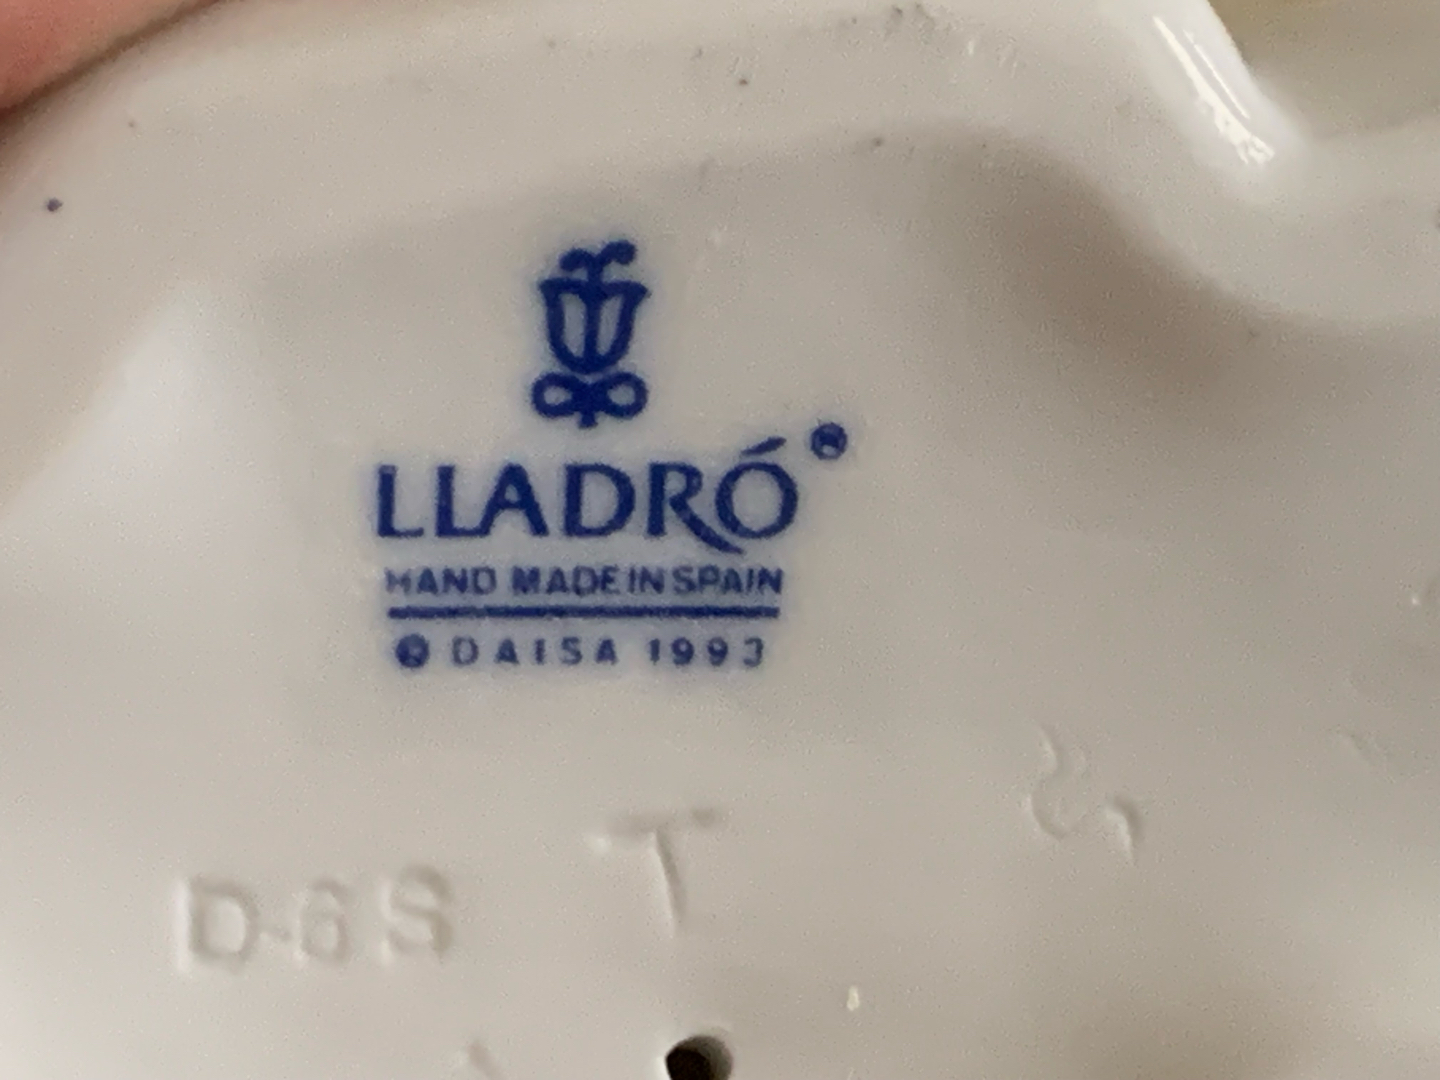 LLADRÓ®
HAND MADE IN SPAIN
© DAISA 1993
D-6 S
T